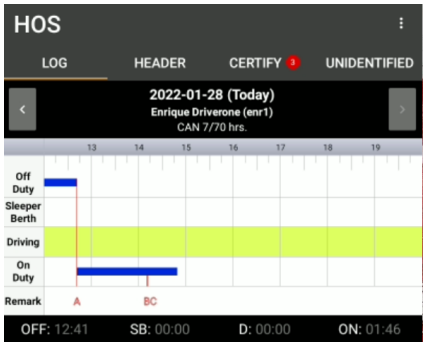 HOS
LOG HEADER CERTIFY 3 UNIDENTIFIED
< 2022-01-28 (Today) >
Enrique Driverone (enr1)
CAN 7/70 hrs.
13 14 15 16 17 18 19
Off
Duty
Sleeper
Berth
Driving
On
Duty
Remark A BC
OFF: 12:41 SB: 00:00 D: 00:00 ON: 01:46